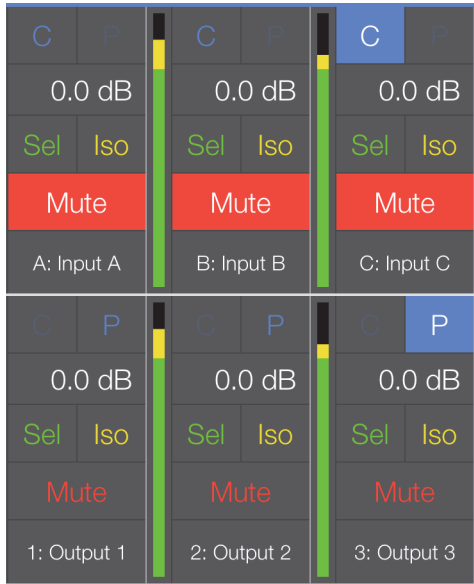 C P C P C P
0.0 dB 0.0 dB 0.0 dB
Sel Iso Sel Iso Sel Iso
Mute Mute Mute
A: Input A B: Input B C: Input C
C P C P C P
0.0 dB 0.0 dB 0.0 dB
Sel Iso Sel Iso Sel Iso
Mute Mute Mute
1: Output 1 2: Output 2 3: Output 3